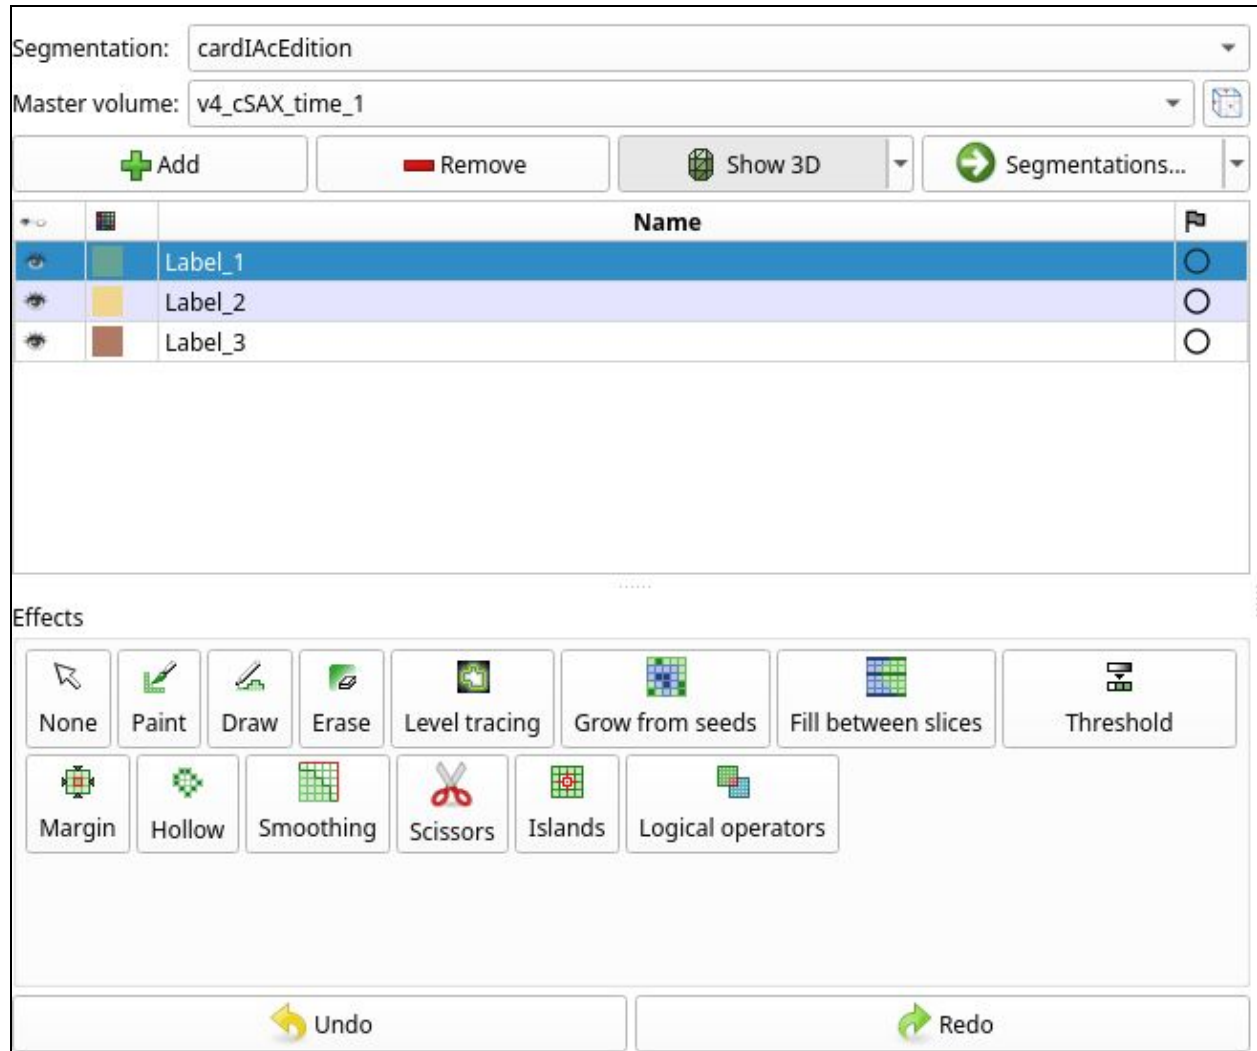 Segmentation: cardIAcEdition
Master volume: v4_cSAX_time_1
Add Remove Show 3D Segmentations...
Name
Label_1
Label_2
Label_3
Effects
None Paint Draw Erase Level tracing Grow from seeds Fill between slices Threshold
Margin Hollow Smoothing Scissors Islands Logical operators
Undo Redo